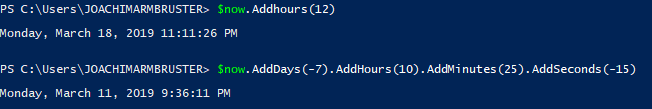 PS C:\Users\JOACHIMARMBRUSTER> $now.Addhours(12)
Monday, March 18, 2019 11:11:26 PM
PS C:\Users\JOACHIMARMBRUSTER> $now.AddDays(-7).AddHours(10).AddMinutes(25).AddSeconds(-15)
Monday, March 11, 2019 9:36:11 PM